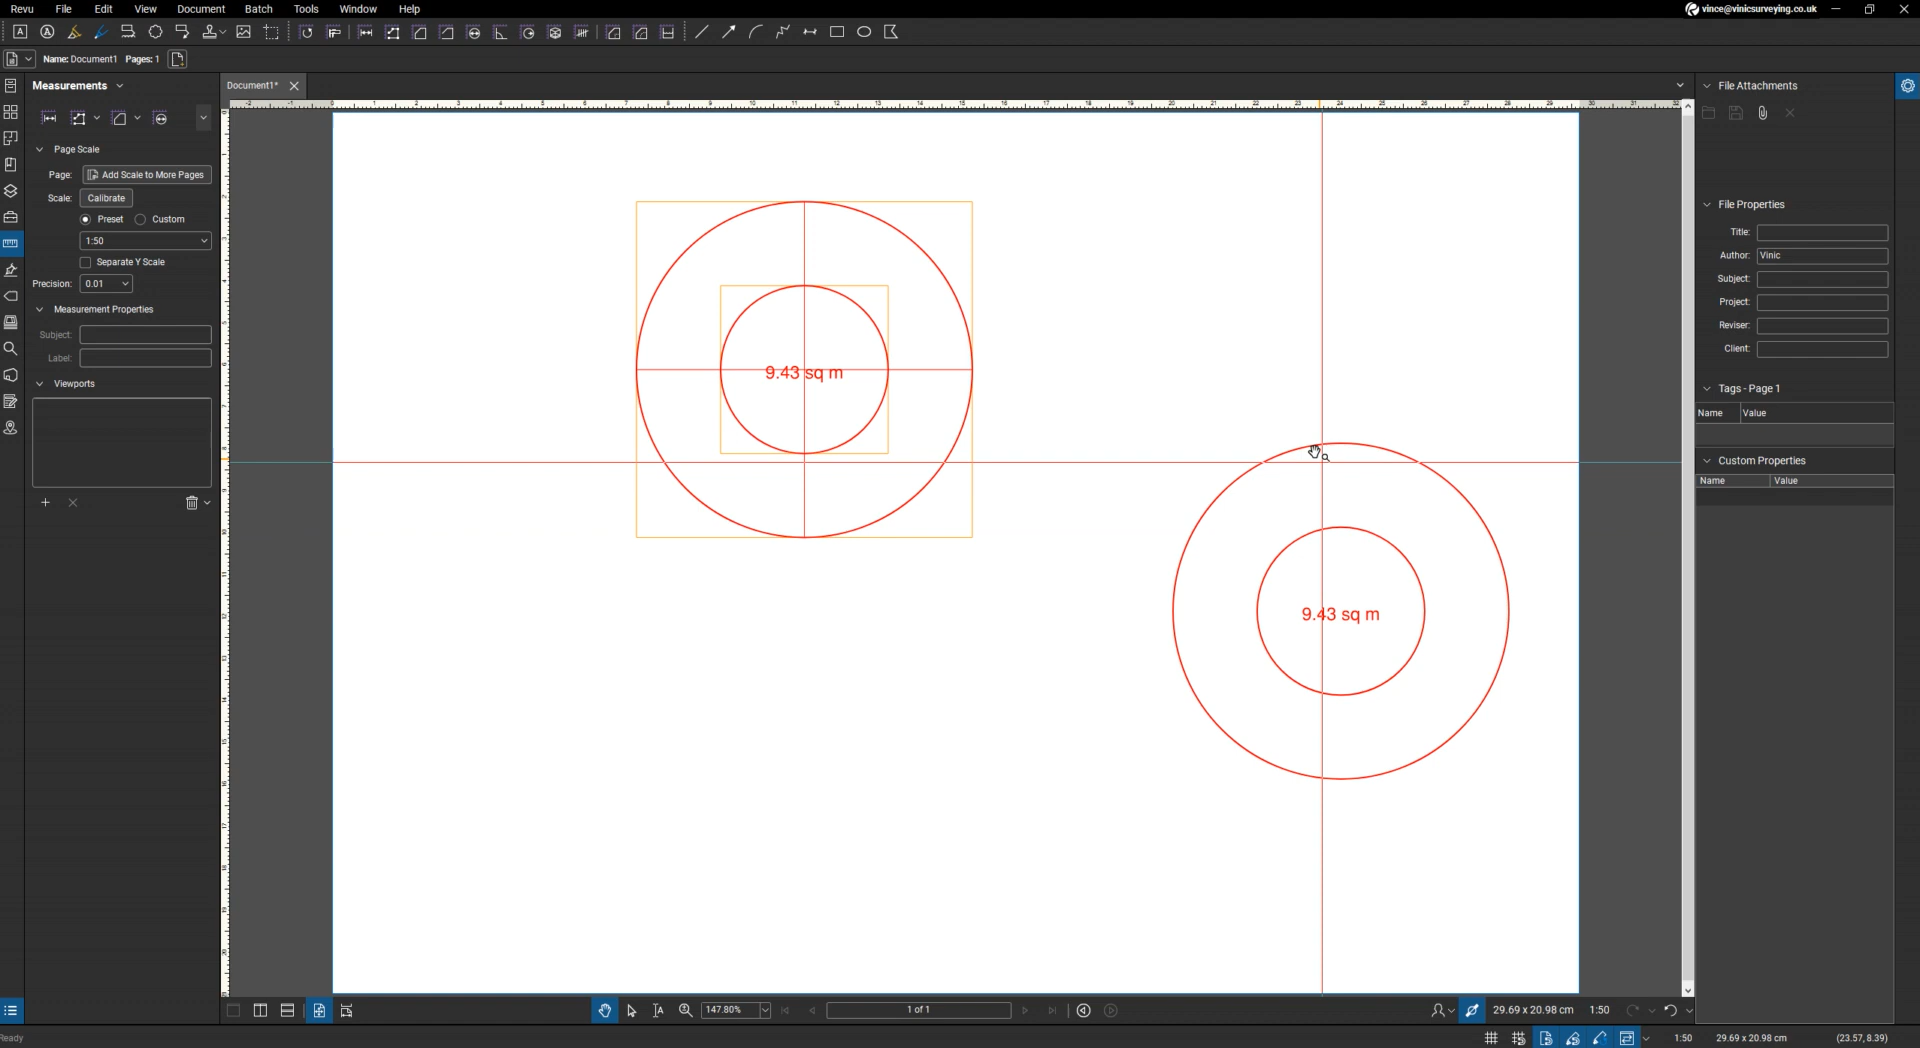 Revu File Edit View Document Batch Tools Window Help vince@vinicsurveying.co.uk
Name: Document1 Pages: 1
Measurements
Document1*
File Attachments
Page Scale
Page: Add Scale to More Pages
Scale: Calibrate
Preset Custom
1:50
Separate Y Scale
Precision: 0.01
Measurement Properties
Subject:
Label:
Viewports
9.43 sq m
9.43 sq m
File Properties
Title:
Author: Vinic
Subject:
Project:
Reviser:
Client:
Tags - Page 1
Name Value
Custom Properties
Name Value
147.80% 1 of 1 29.69 x 20.98 cm 1:50
Ready 1:50 29.69 x 20.98 cm (23.57, 8.39)